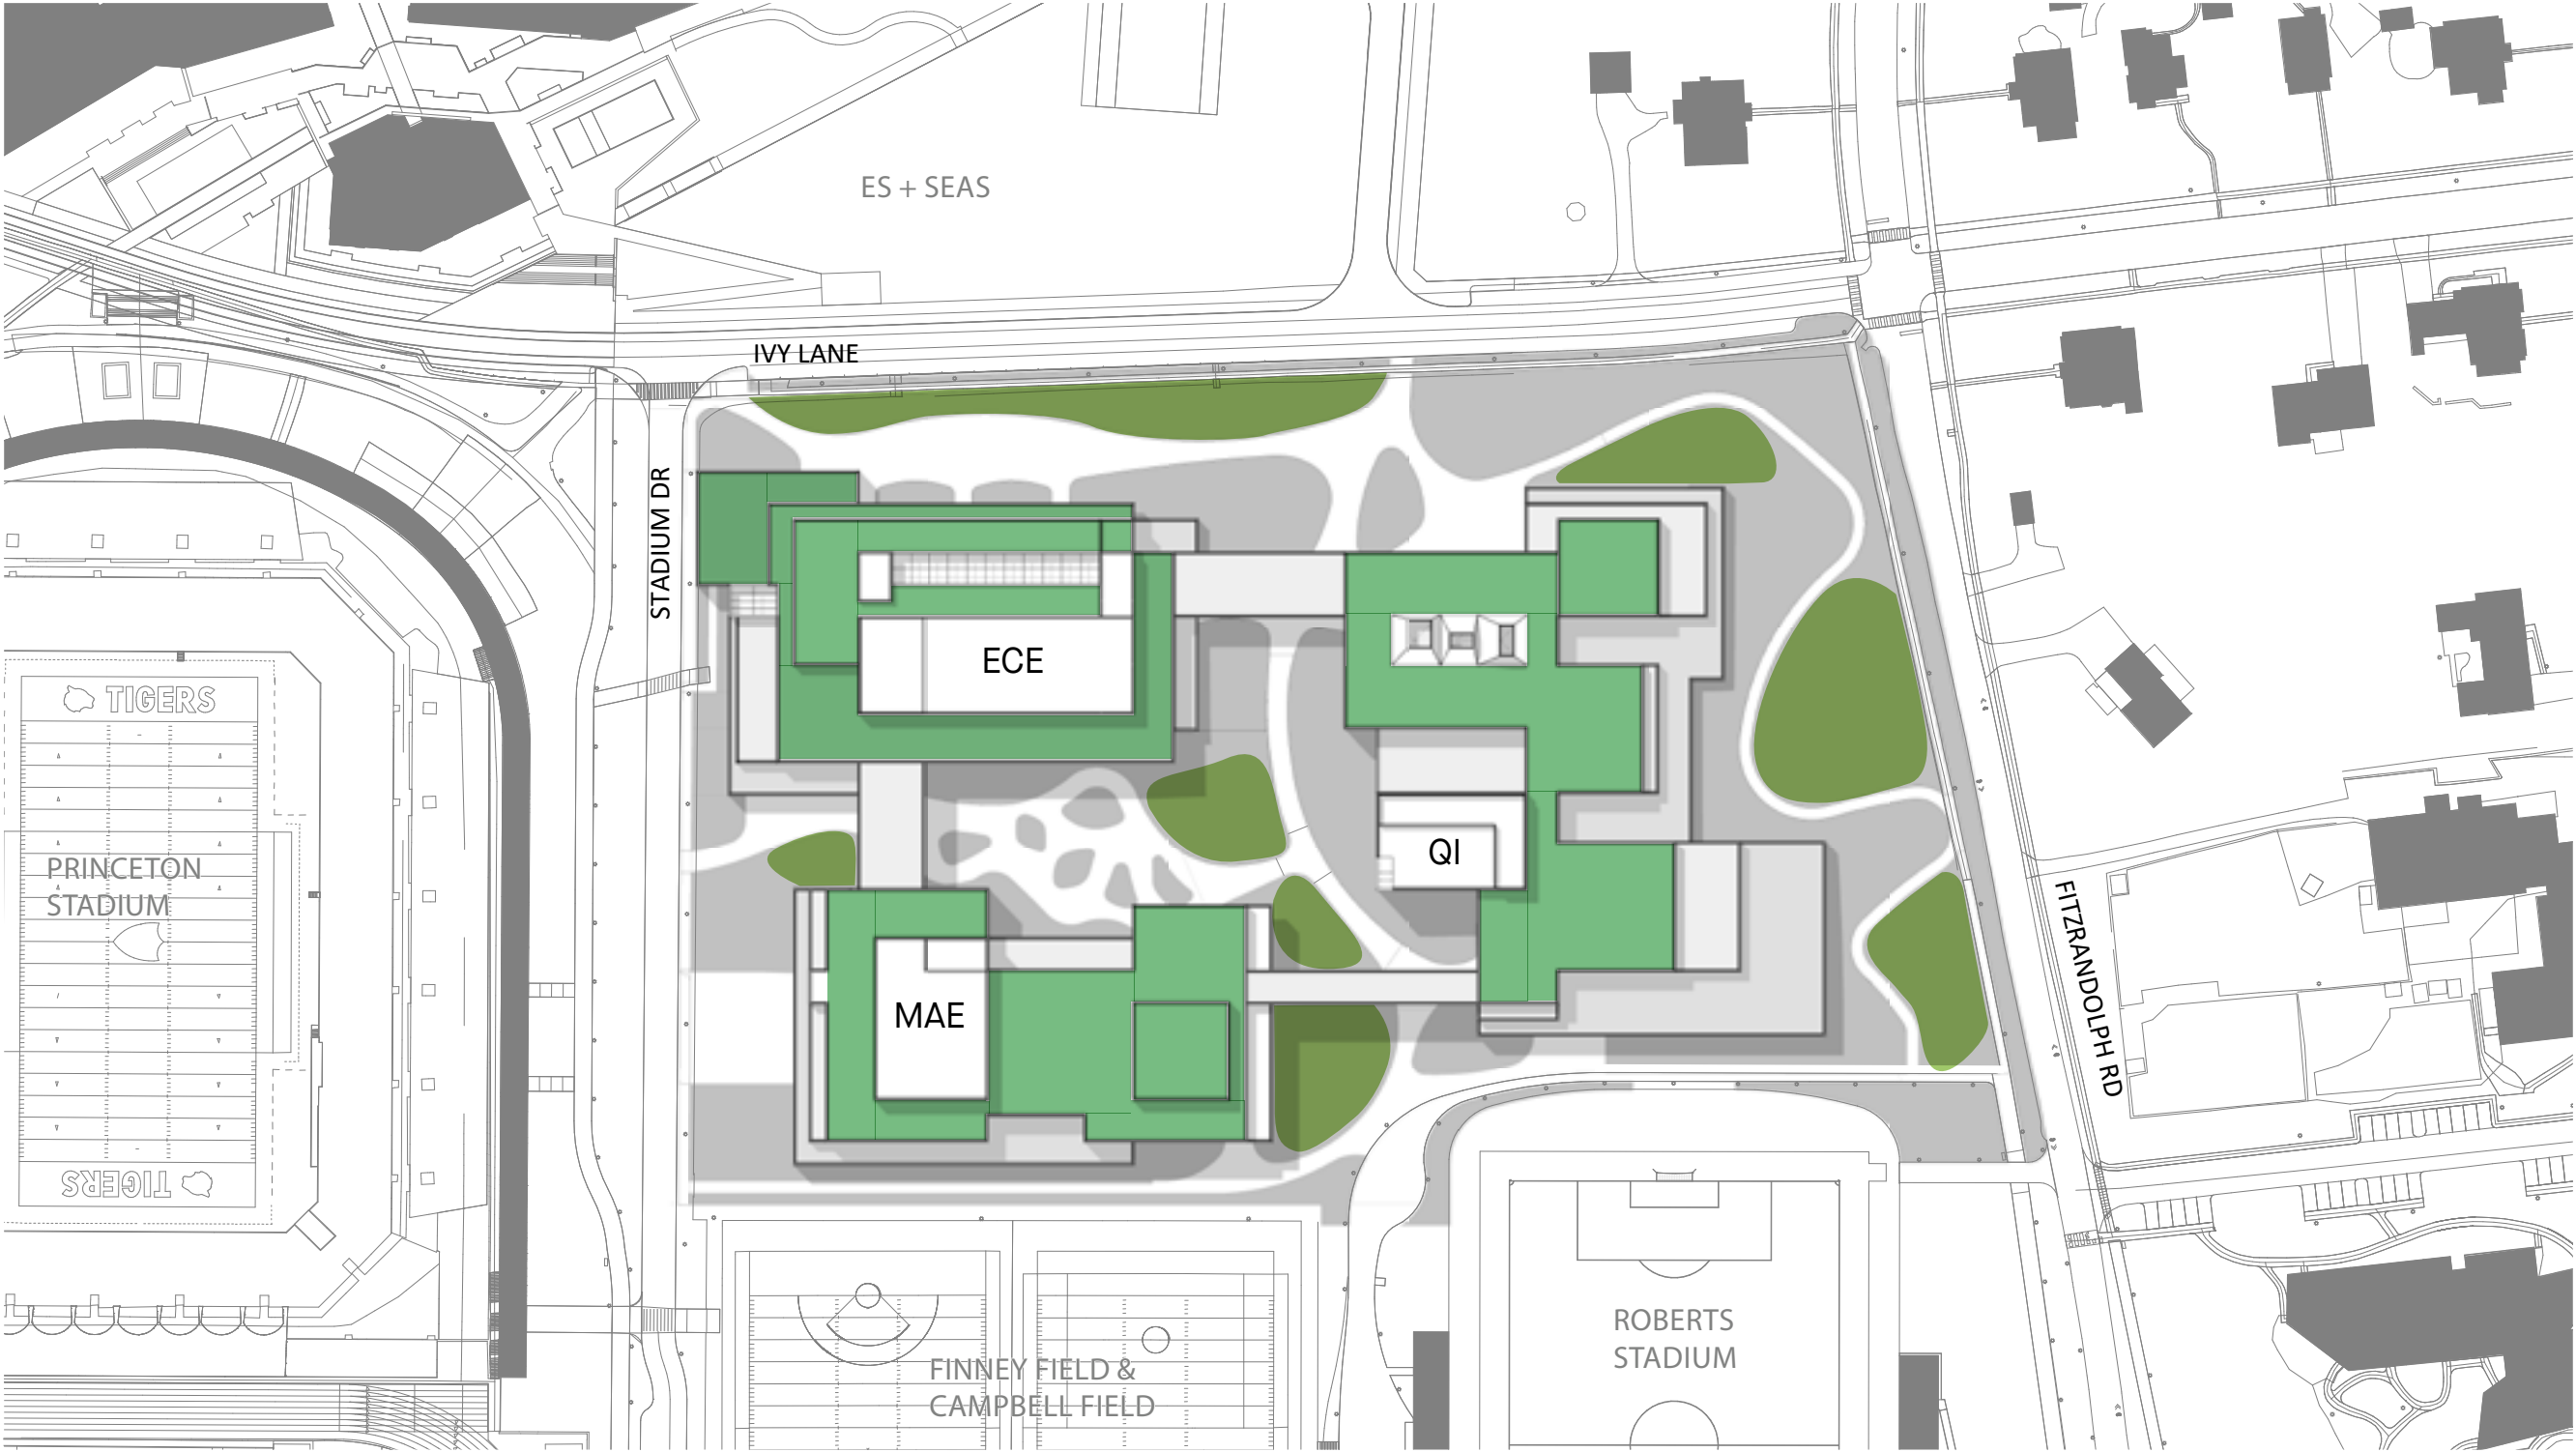 ES + SEAS
IVY LANE
STADIUM DR
ECE
TIGERS
PRINCETON
STADIUM
QI
MAE
FITZRANDOLPH RD
TIGERS
ROBERTS
STADIUM
FINNEY FIELD &
CAMPBELL FIELD